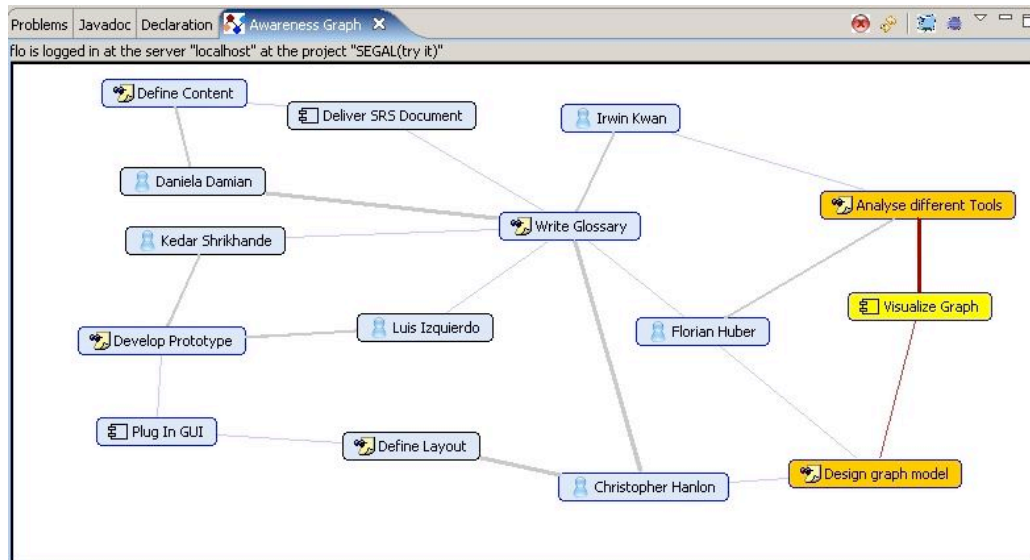 Problems Javadoc Declaration Awareness Graph
flo is logged in at the server "localhost" at the project "SEGAL(try it)"
Define Content
Deliver SRS Document
Irwin Kwan
Daniela Damian
Analyse different Tools
Write Glossary
Kedar Shrikhande
Visualize Graph
Luis Izquierdo
Florian Huber
Develop Prototype
Plug In GUI
Define Layout
Design graph model
Christopher Hanlon